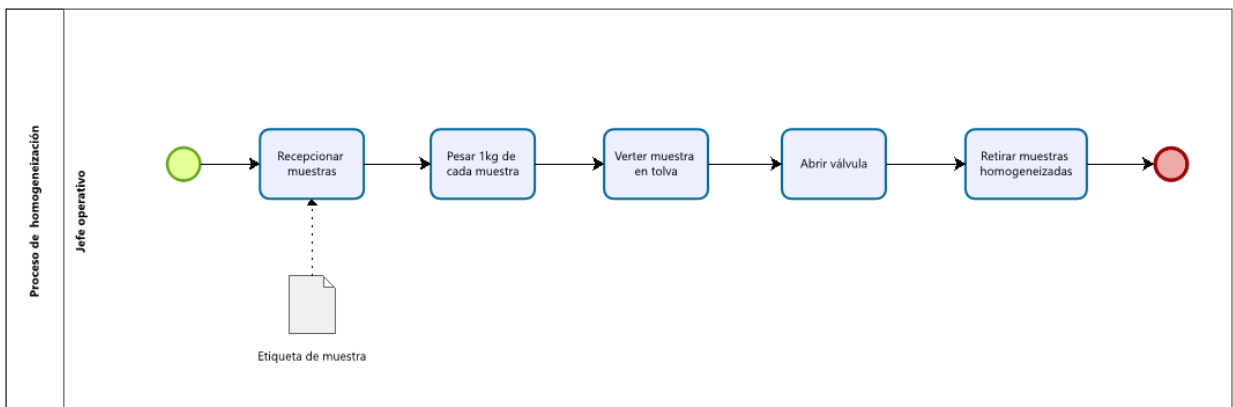 Proceso de homogeneización
Jefe operativo
Recepcionar
muestras
Pesar 1kg de
cada muestra
Verter muestra
en tolva
Abrir válvula
Retirar muestras
homogeneizadas
Etiqueta de muestra